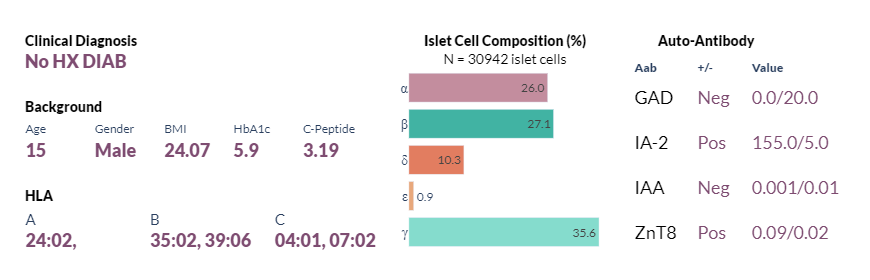 Clinical Diagnosis
No HX DIAB
Background
Age Gender BMI HbA1c C-Peptide
15 Male 24.07 5.9 3.19
HLA
A B C
24:02, 35:02, 39:06 04:01, 07:02
Islet Cell Composition (%)
N = 30942 islet cells
α 26.0
β 27.1
δ 10.3
ε 0.9
γ 35.6
Auto-Antibody
Aab +/- Value
GAD Neg 0.0/20.0
IA-2 Pos 155.0/5.0
IAA Neg 0.001/0.01
ZnT8 Pos 0.09/0.02